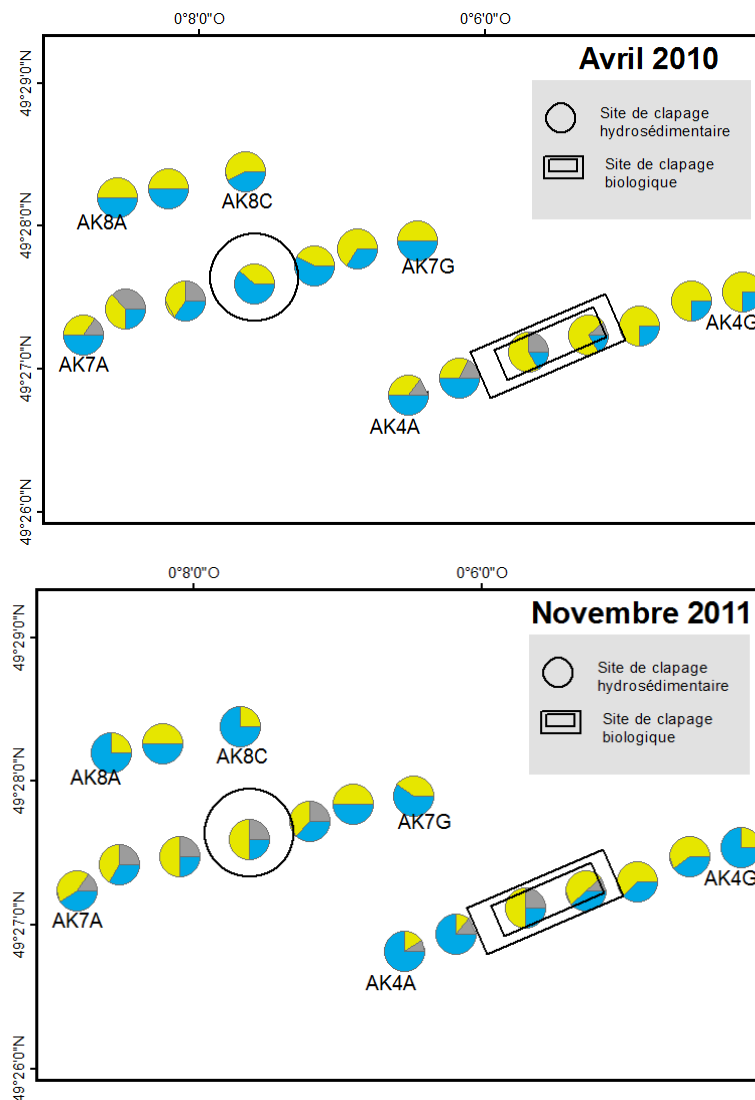 0°8'0"O
0°6'0"O
Avril 2010
49°29'0"N
Site de clapage
hydrosédimentaire
Site de clapage
biologique
AK8A
AK8C
49°28'0"N
AK7G
AK4G
AK7A
49°27'0"N
AK4A
49°26'0"N
0°8'0"O
0°6'0"O
Novembre 2011
49°29'0"N
Site de clapage
hydrosédimentaire
Site de clapage
biologique
AK8A
AK8C
49°28'0"N
AK7G
AK4G
AK7A
49°27'0"N
AK4A
49°26'0"N